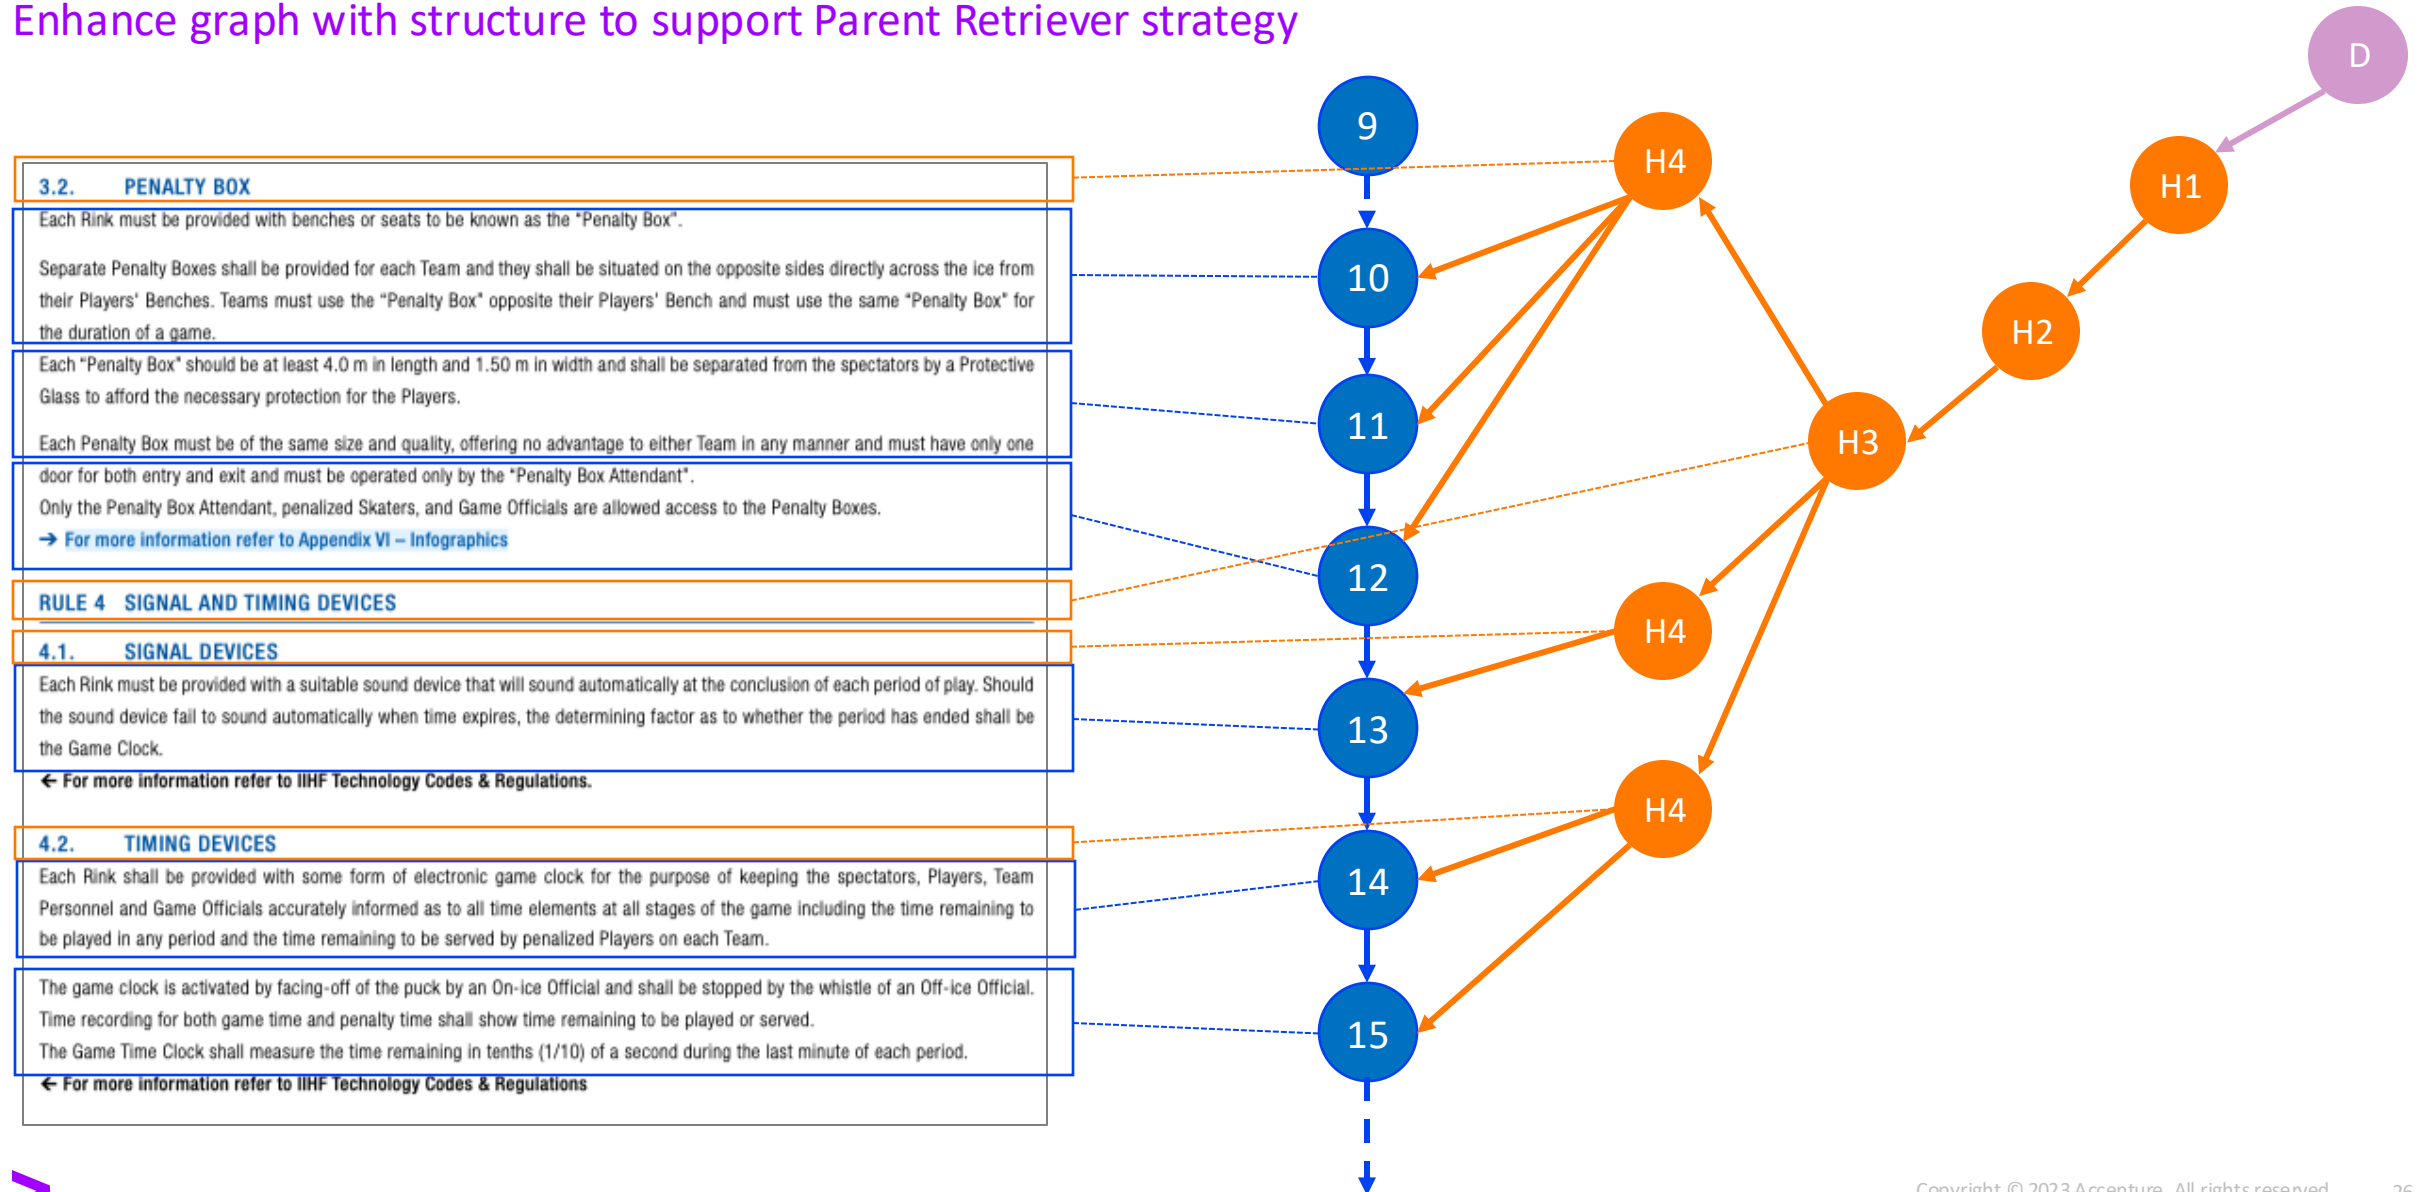 Enhance graph with structure to support Parent Retriever strategy
3.2. PENALTY BOX
Each Rink must be provided with benches or seats to be known as the “Penalty Box”.
Separate Penalty Boxes shall be provided for each Team and they shall be situated on the opposite sides directly across the ice from
their Players’ Benches. Teams must use the “Penalty Box” opposite their Players’ Bench and must use the same “Penalty Box” for
the duration of a game.
Each “Penalty Box” should be at least 4.0 m in length and 1.50 m in width and shall be separated from the spectators by a Protective
Glass to afford the necessary protection for the Players.
Each Penalty Box must be of the same size and quality, offering no advantage to either Team in any manner and must have only one
door for both entry and exit and must be operated only by the “Penalty Box Attendant”.
Only the Penalty Box Attendant, penalized Skaters, and Game Officials are allowed access to the Penalty Boxes.
→ For more information refer to Appendix VI – Infographics
RULE 4 SIGNAL AND TIMING DEVICES
4.1. SIGNAL DEVICES
Each Rink must be provided with a suitable sound device that will sound automatically at the conclusion of each period of play. Should
the sound device fail to sound automatically when time expires, the determining factor as to whether the period has ended shall be
the Game Clock.
← For more information refer to IIHF Technology Codes & Regulations.
4.2. TIMING DEVICES
Each Rink shall be provided with some form of electronic game clock for the purpose of keeping the spectators, Players, Team
Personnel and Game Officials accurately informed as to all time elements at all stages of the game including the time remaining to
be played in any period and the time remaining to be served by penalized Players on each Team.
The game clock is activated by facing-off of the puck by an On-ice Official and shall be stopped by the whistle of an Off-ice Official.
Time recording for both game time and penalty time shall show time remaining to be played or served.
The Game Time Clock shall measure the time remaining in tenths (1/10) of a second during the last minute of each period.
← For more information refer to IIHF Technology Codes & Regulations
9
10
11
12
13
14
15
H4
H4
H4
H3
H2
H1
D
Copyright © 2023 Accenture. All rights reserved.
26